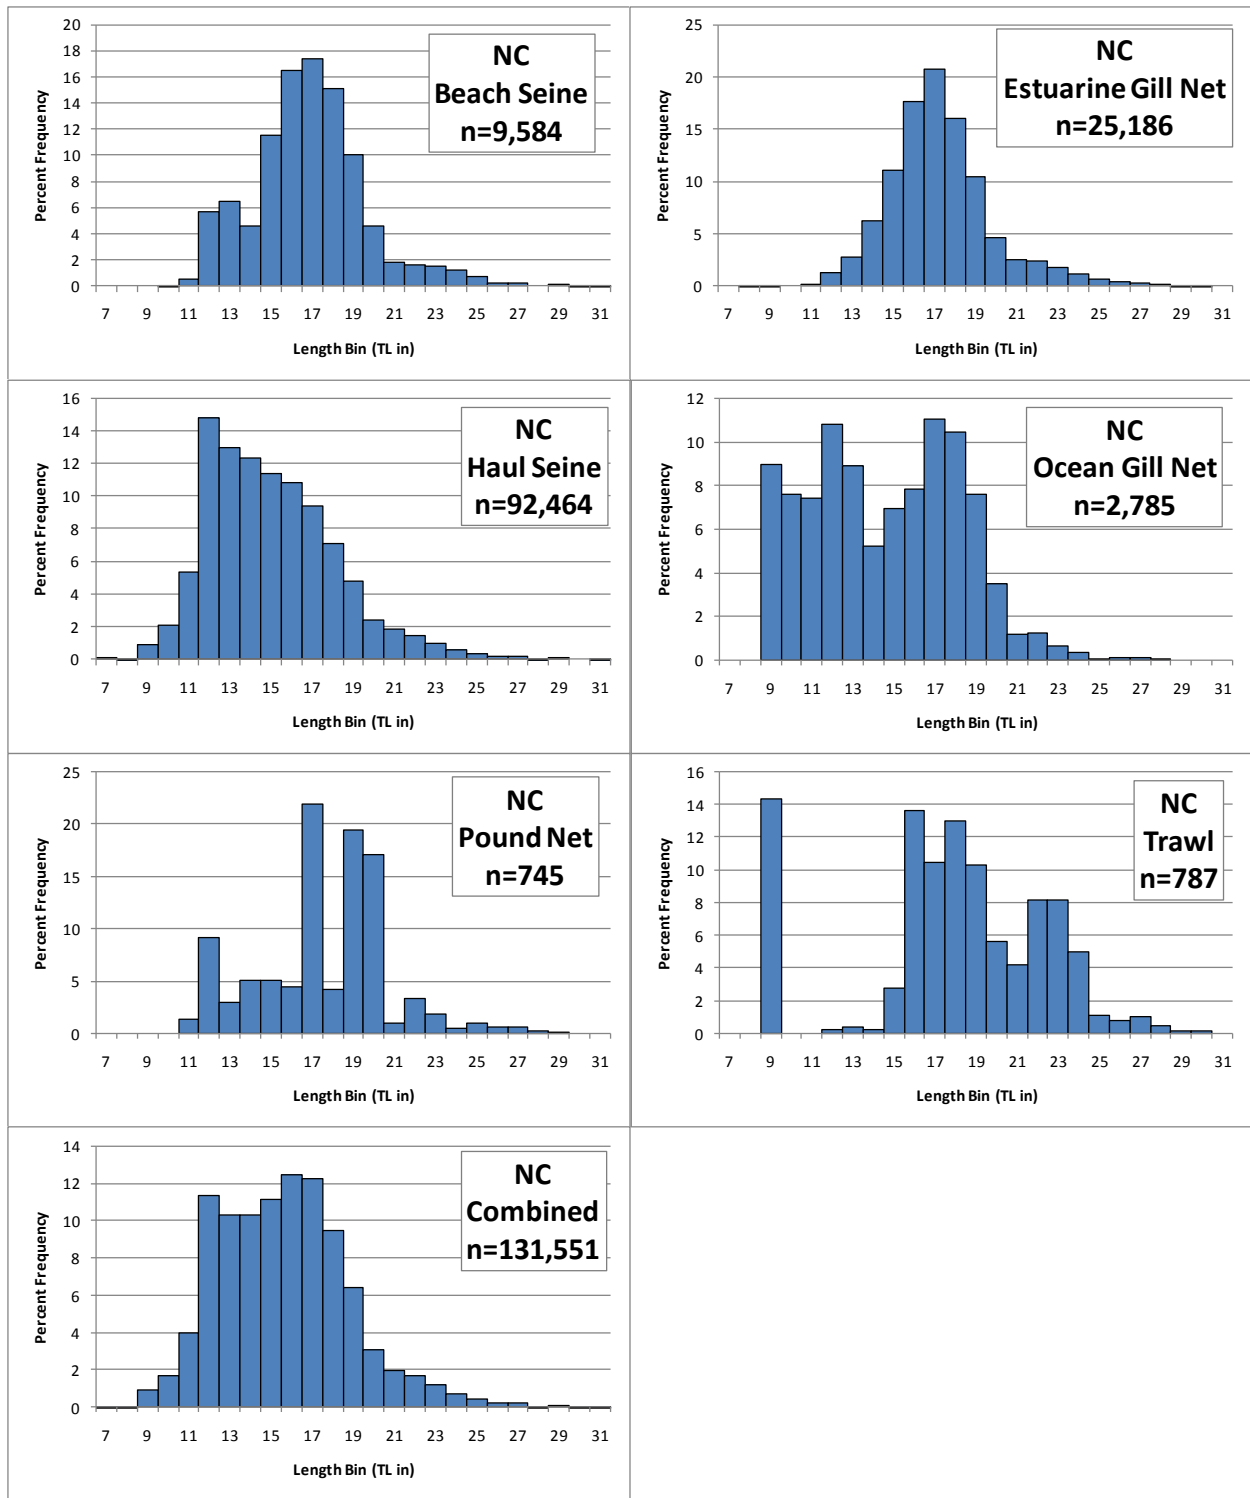 20
18
16
14
12
10
8
6
4
2
0
Percent Frequency
NC
Beach Seine
n=9,584
7 9 11 13 15 17 19 21 23 25 27 29 31
Length Bin (TL in)
25
20
15
10
5
0
Percent Frequency
NC
Estuarine Gill Net
n=25,186
7 9 11 13 15 17 19 21 23 25 27 29 31
Length Bin (TL in)
16
14
12
10
8
6
4
2
0
Percent Frequency
NC
Haul Seine
n=92,464
7 9 11 13 15 17 19 21 23 25 27 29 31
Length Bin (TL in)
12
10
8
6
4
2
0
Percent Frequency
NC
Ocean Gill Net
n=2,785
7 9 11 13 15 17 19 21 23 25 27 29 31
Length Bin (TL in)
25
20
15
10
5
0
Percent Frequency
NC
Pound Net
n=745
7 9 11 13 15 17 19 21 23 25 27 29 31
Length Bin (TL in)
16
14
12
10
8
6
4
2
0
Percent Frequency
NC
Trawl
n=787
7 9 11 13 15 17 19 21 23 25 27 29 31
Length Bin (TL in)
14
12
10
8
6
4
2
0
Percent Frequency
NC
Combined
n=131,551
7 9 11 13 15 17 19 21 23 25 27 29 31
Length Bin (TL in)